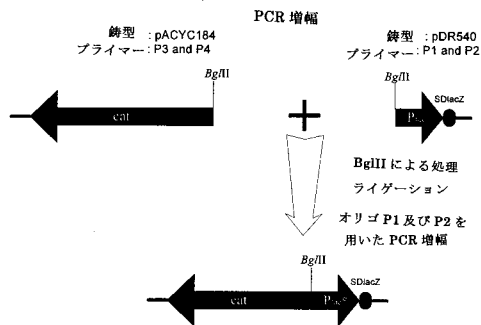 PCR 増幅
鋳型 : pACYC184
プライマー : P3 and P4
鋳型 : pDR540
プライマー : P1 and P2
BglII
BglII
SDlacZ
cat
+
BglII による処理
ライゲーション
オリゴ P1 及び P2 を
用いた PCR 増幅
BglII
SDlacZ
cat